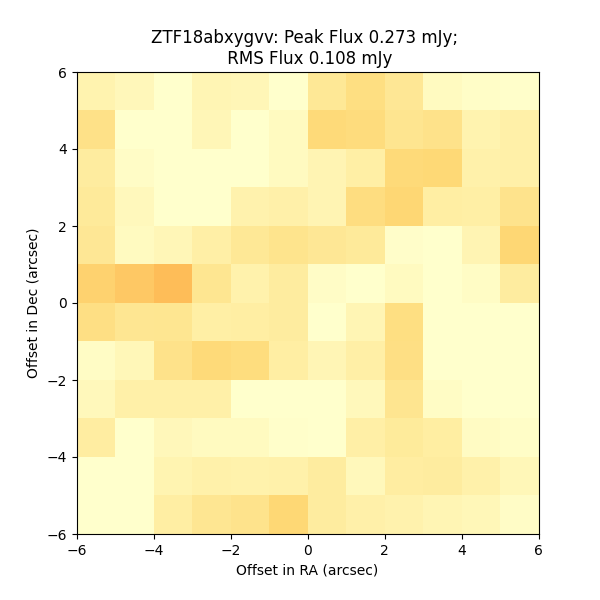 ZTF18abxygvv: Peak Flux 0.273 mJy;
RMS Flux 0.108 mJy
6
4
2
0
−2
−4
−6
Offset in Dec (arcsec)
−6 −4 −2 0 2 4 6
Offset in RA (arcsec)